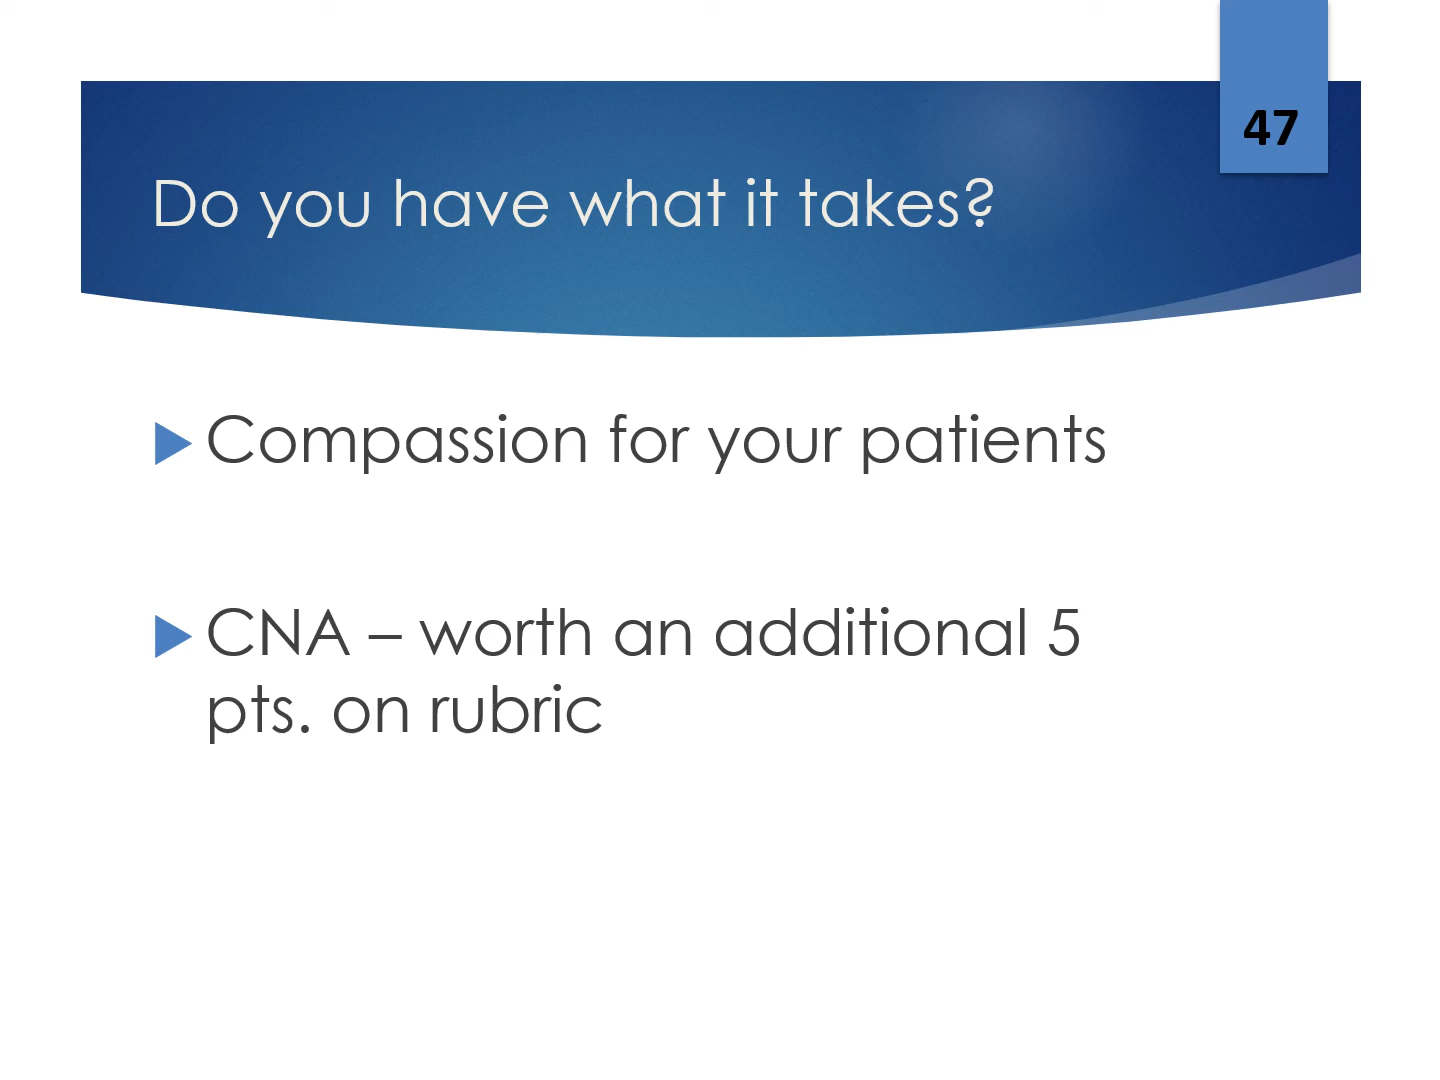 47
Do you have what it takes?
Compassion for your patients
CNA – worth an additional 5
pts. on rubric